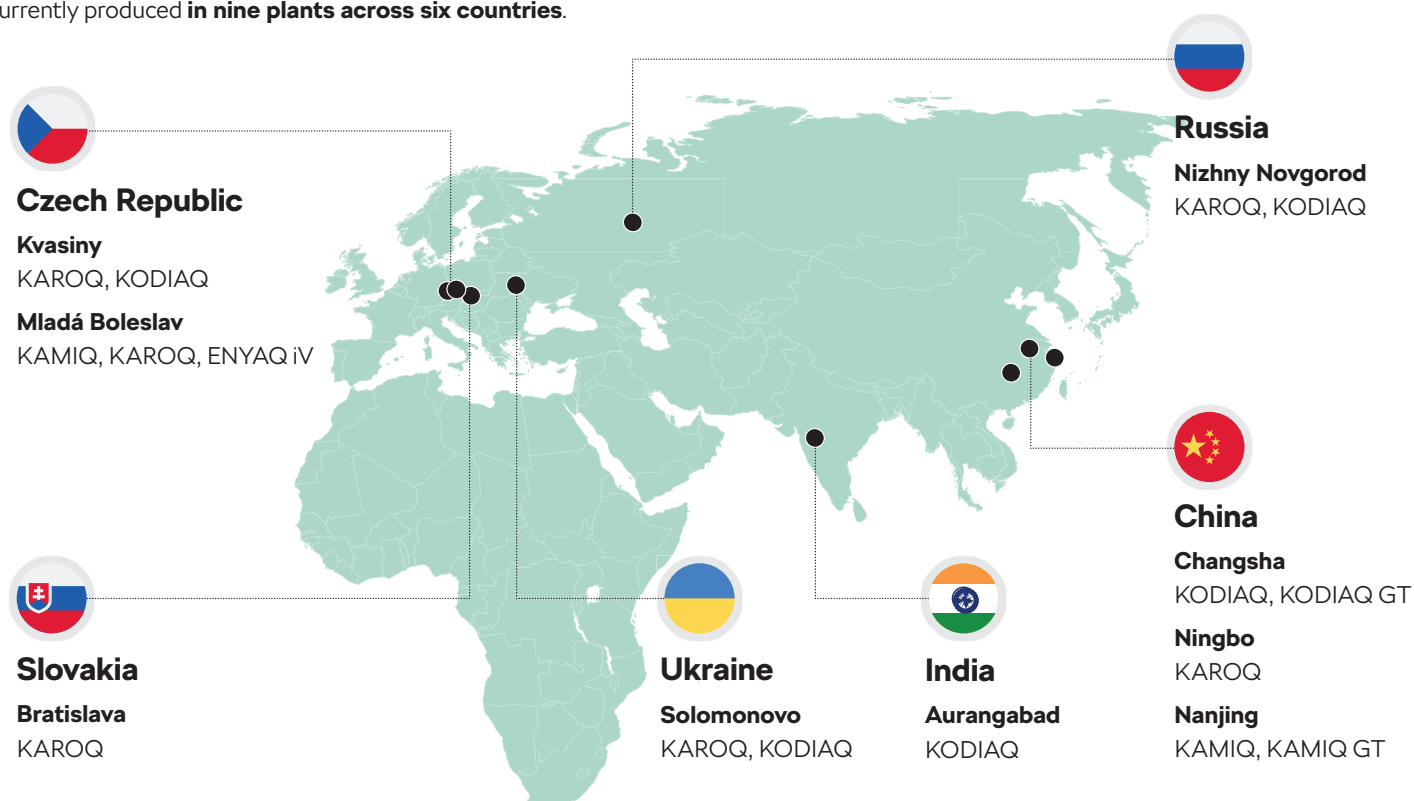 urrently produced in nine plants across six countries.
Czech Republic
Kvasiny
KAROQ, KODIAQ
Mladá Boleslav
KAMIQ, KAROQ, ENYAQ iV
Russia
Nizhny Novgorod
KAROQ, KODIAQ
Slovakia
Bratislava
KAROQ
Ukraine
Solomonovo
KAROQ, KODIAQ
India
Aurangabad
KODIAQ
China
Changsha
KODIAQ, KODIAQ GT
Ningbo
KAROQ
Nanjing
KAMIQ, KAMIQ GT